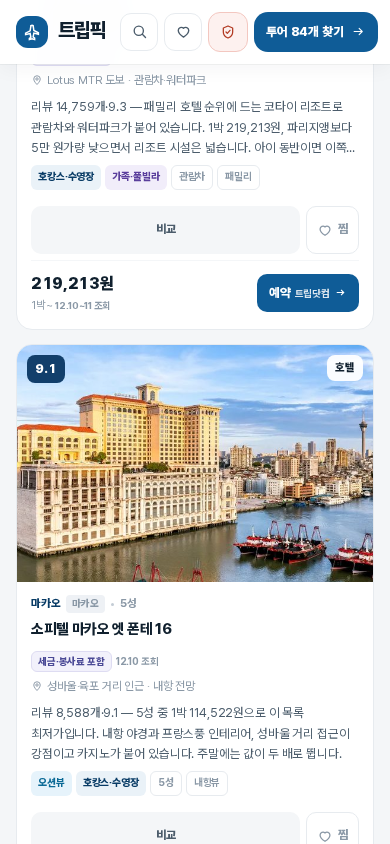 트립픽
투어 84개 찾기 →
Lotus MTR 도보 · 관람차·워터파크
리뷰 14,759개·9.3 — 패밀리 호텔 순위에 드는 코타이 리조트로
관람차와 워터파크가 붙어 있습니다. 1박 219,213원, 파리지앵보다
5만 원가량 낮으면서 리조트 시설은 넓습니다. 아이 동반이면 이쪽...
호캉스·수영장 가족·풀빌라 관람차 패밀리
비교 찜
219,213원
1박~ 12.10~11 조회
예약 트립닷컴 →
9.1
호텔
마카오 마카오 • 5성
소피텔 마카오 엣 폰테 16
세금·봉사료 포함 12.10 조회
성바울·육포 거리 인근 · 내항 전망
리뷰 8,588개·9.1 — 5성 중 1박 114,522원으로 이 목록
최저가입니다. 내항 야경과 프랑스풍 인테리어, 성바울 거리 접근이
강점이고 카지노가 붙어 있습니다. 주말에는 값이 두 배로 뜁니다.
오션뷰 호캉스·수영장 5성 내항뷰
비교 찜